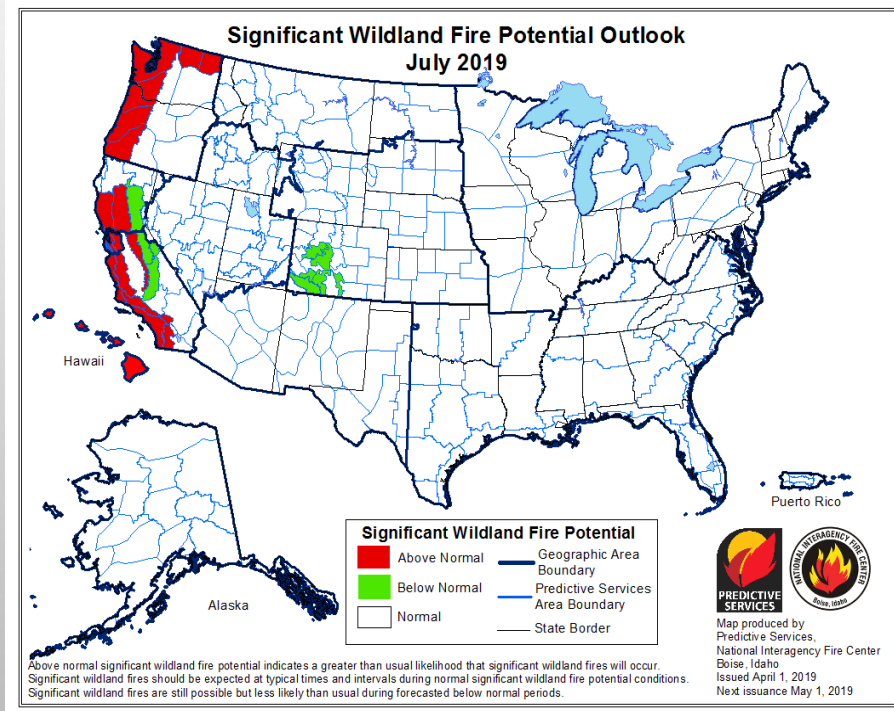 Significant Wildland Fire Potential Outlook
July 2019
Hawaii
Alaska
Puerto Rico
Significant Wildland Fire Potential
Above Normal
Below Normal
Normal
Geographic Area
Boundary
Predictive Services
Area Boundary
State Border
PREDICTIVE
SERVICES
NATIONAL INTERAGENCY FIRE CENTER
Boise, Idaho
Map produced by
Predictive Services,
National Interagency Fire Center
Boise, Idaho
Issued April 1, 2019
Next issuance May 1, 2019
Above normal significant wildland fire potential indicates a greater than usual likelihood that significant wildland fires will occur.
Significant wildland fires should be expected at typical times and intervals during normal significant wildland fire potential conditions.
Significant wildland fires are still possible but less likely than usual during forecasted below normal periods.